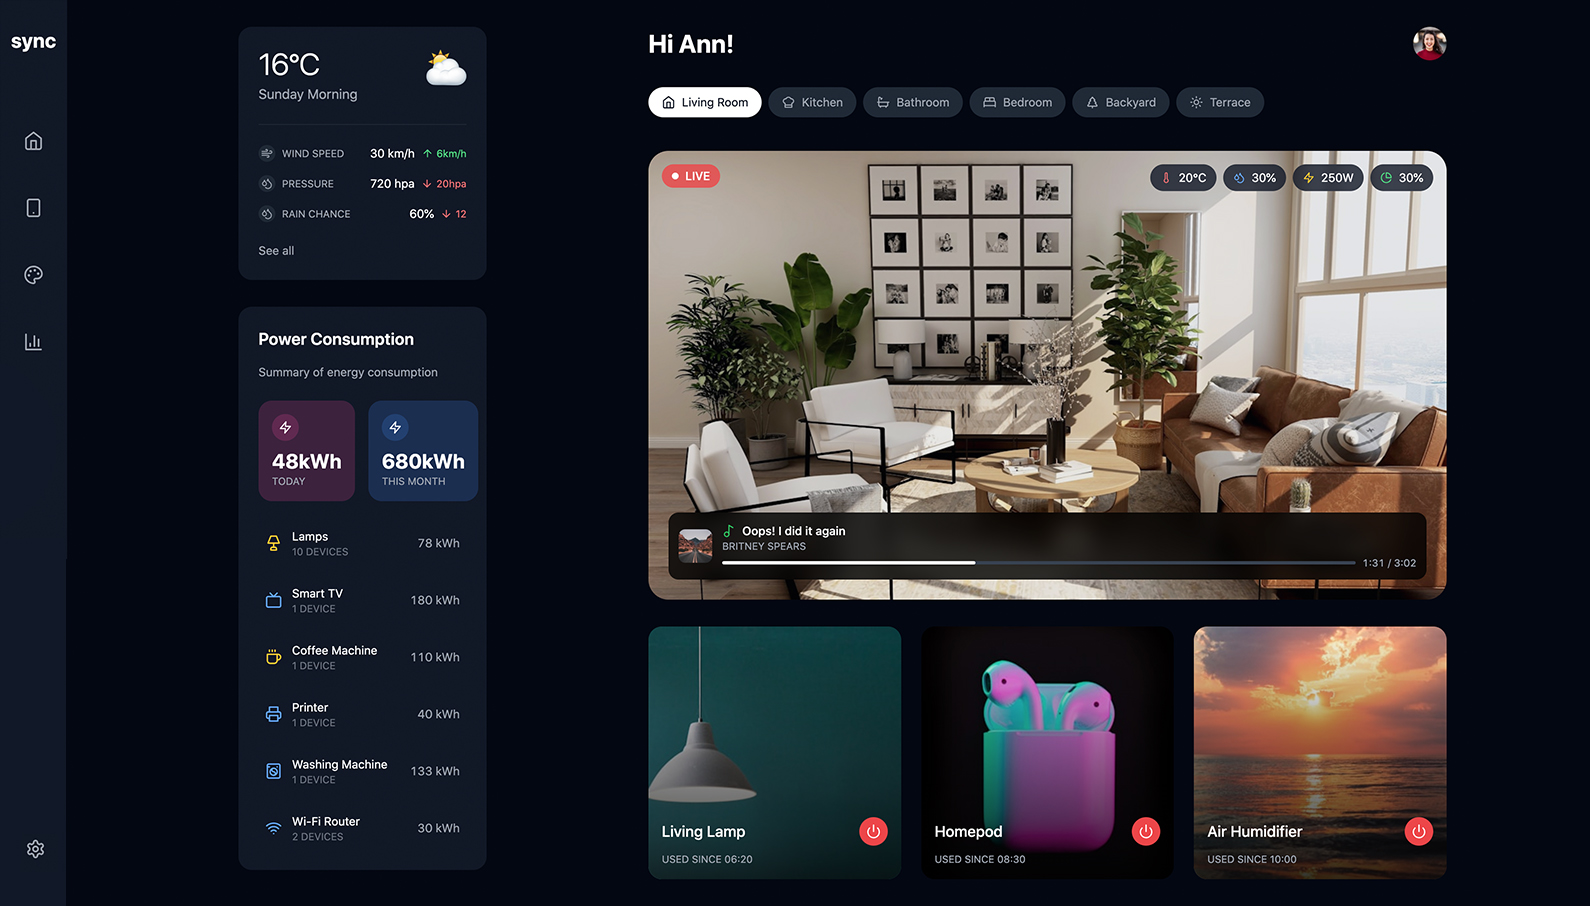 sync
16°C
Sunday Morning
WIND SPEED 30 km/h ↑ 6km/h
PRESSURE 720 hpa ↓ 20hpa
RAIN CHANCE 60% ↓ 12
See all
Power Consumption
Summary of energy consumption
48kWh
TODAY
680kWh
THIS MONTH
Lamps
10 DEVICES
78 kWh
Smart TV
1 DEVICE
180 kWh
Coffee Machine
1 DEVICE
110 kWh
Printer
1 DEVICE
40 kWh
Washing Machine
1 DEVICE
133 kWh
Wi-Fi Router
2 DEVICES
30 kWh
Hi Ann!
Living Room
Kitchen
Bathroom
Bedroom
Backyard
Terrace
LIVE
20°C
30%
250W
30%
Oops! I did it again
BRITNEY SPEARS
1:31 / 3:02
Living Lamp
USED SINCE 06:20
Homepod
USED SINCE 08:30
Air Humidifier
USED SINCE 10:00